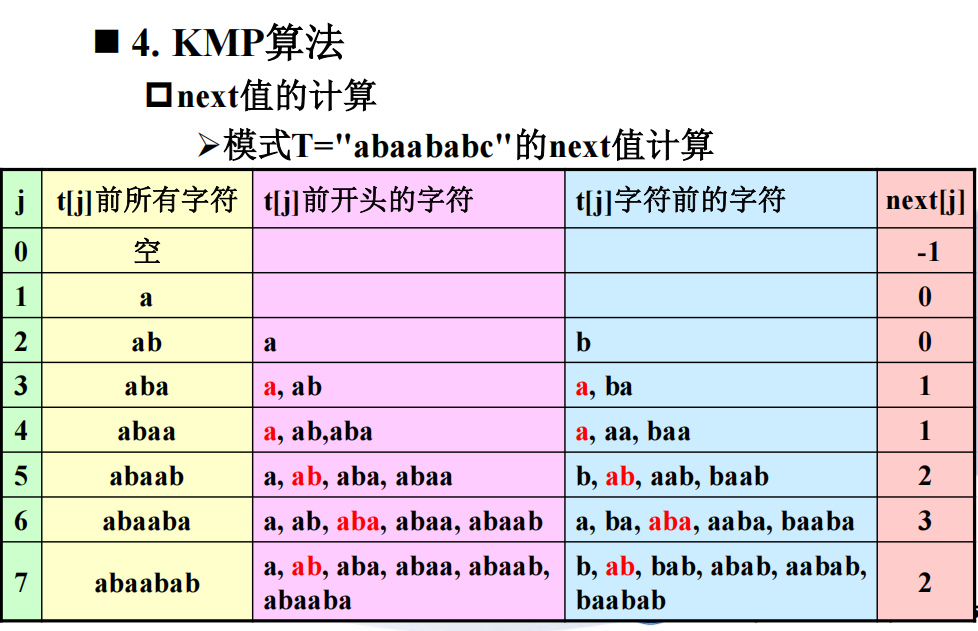 ■ 4. KMP算法
next值的计算
➢模式T="abaababc"的next值计算
j t[j]前所有字符 t[j]前开头的字符 t[j]字符前的字符 next[j]
0 空 -1
1 a 0
2 ab a b 0
3 aba a, ab a, ba 1
4 abaa a, ab,aba a, aa, baa 1
5 abaab a, ab, aba, abaa b, ab, aab, baab 2
6 abaaba a, ab, aba, abaa, abaab a, ba, aba, aaba, baaba 3
7 abaabab a, ab, aba, abaa, abaab, b, ab, bab, abab, aabab, 2
abaaba baabab